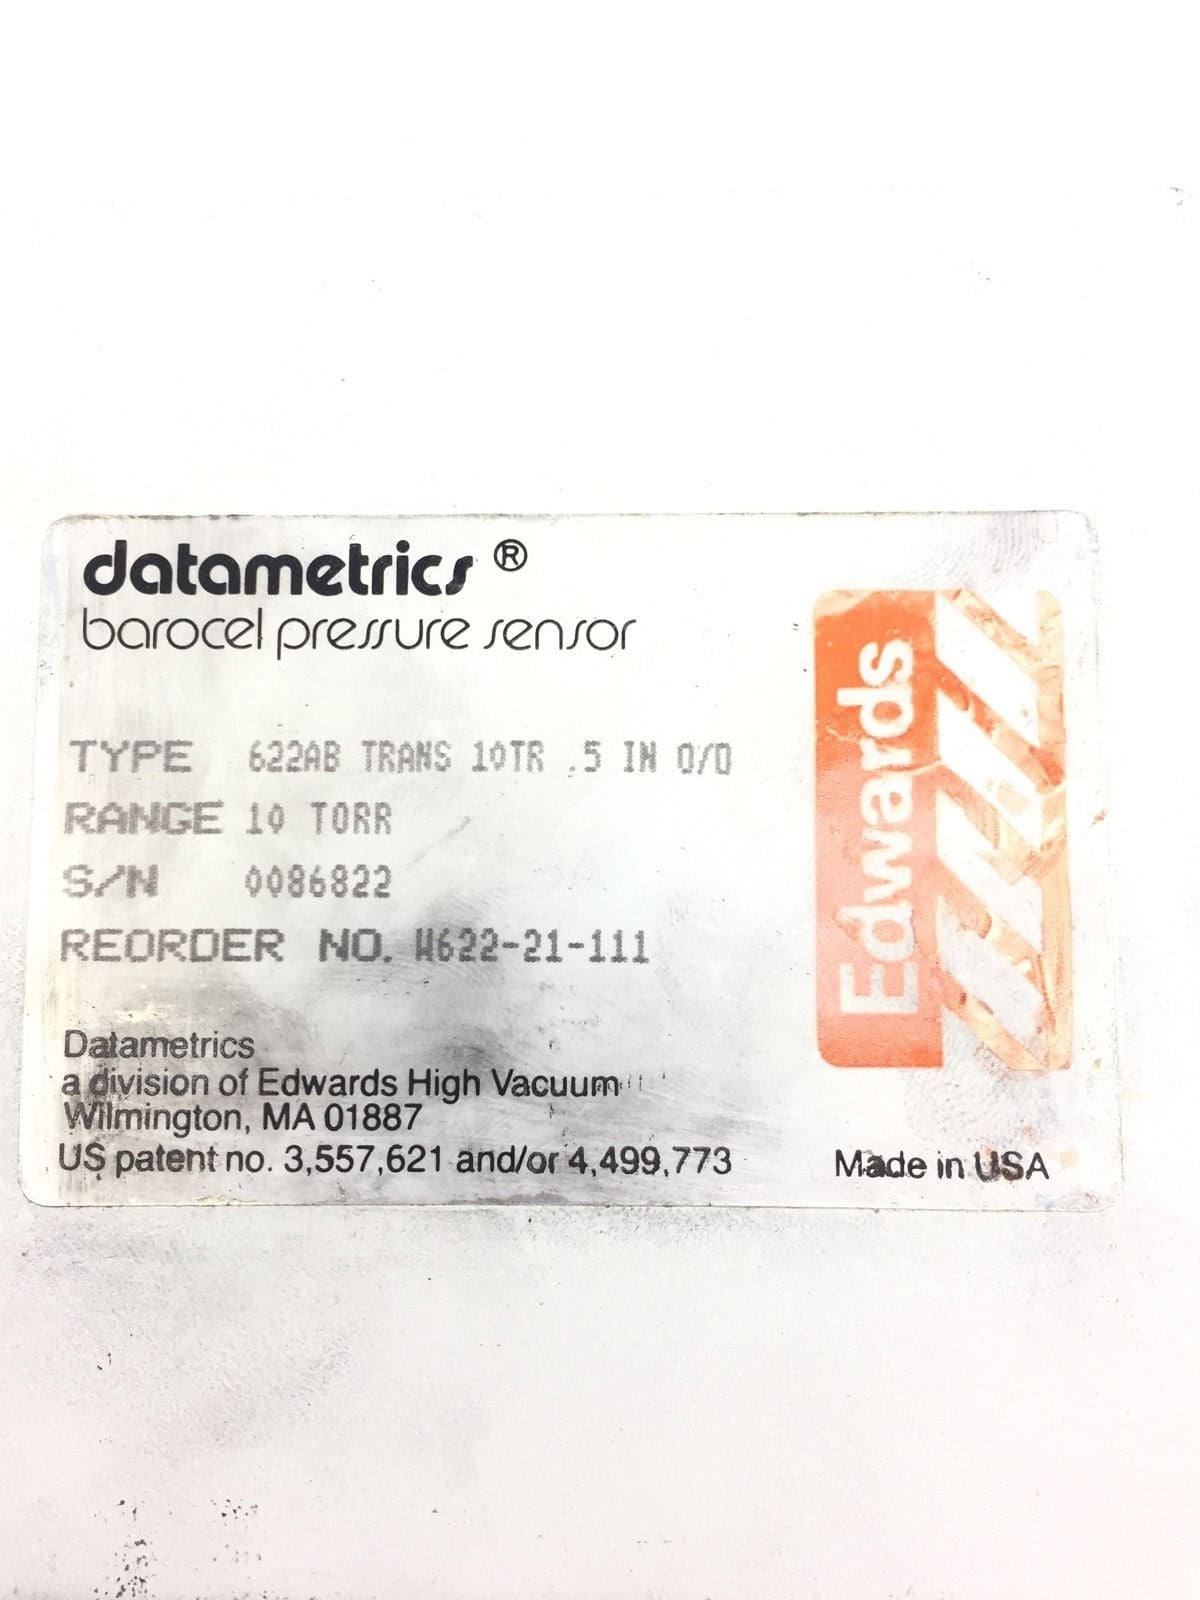 datametrics ®
barocel pressure sensor
TYPE 622AB TRANS 10TR .5 IN O/D
RANGE 10 TORR
S/N 0086822
REORDER NO. W622-21-111
Datametrics
a division of Edwards High Vacuum
Wilmington, MA 01887
US patent no. 3,557,621 and/or 4,499,773
Made in USA
Edwards